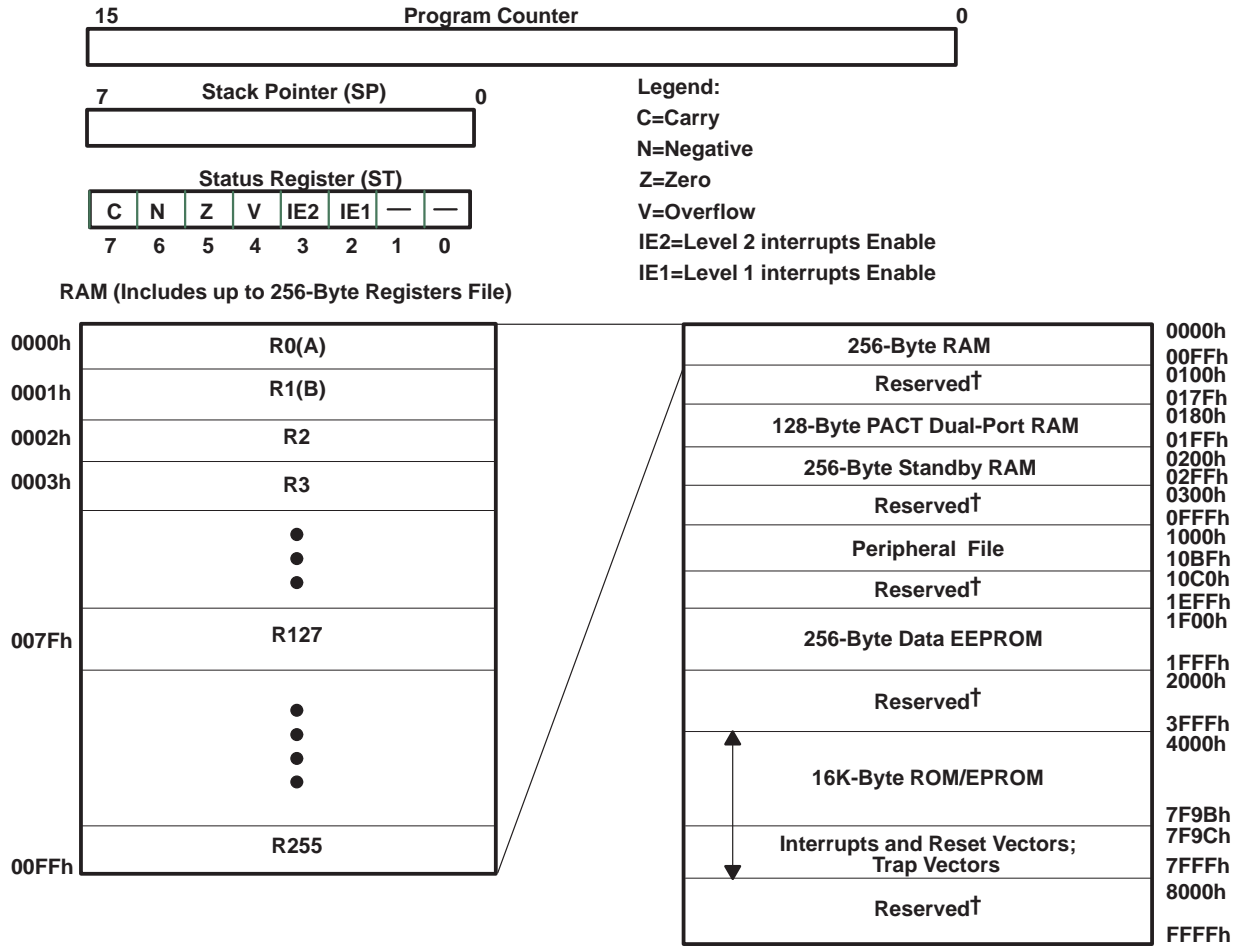 15 Program Counter 0
7 Stack Pointer (SP) 0
Status Register (ST)
C N Z V IE2 IE1 — —
7 6 5 4 3 2 1 0
Legend:
C=Carry
N=Negative
Z=Zero
V=Overflow
IE2=Level 2 interrupts Enable
IE1=Level 1 interrupts Enable
RAM (Includes up to 256-Byte Registers File)
0000h R0(A)
0001h R1(B)
0002h R2
0003h R3
007Fh R127
R255
00FFh
256-Byte RAM 0000h
00FFh
Reserved† 0100h
017Fh
128-Byte PACT Dual-Port RAM 0180h
01FFh
256-Byte Standby RAM 0200h
02FFh
Reserved† 0300h
0FFFh
Peripheral File 1000h
10BFh
Reserved† 10C0h
1EFFh
256-Byte Data EEPROM 1F00h
1FFFh
Reserved† 2000h
3FFFh
16K-Byte ROM/EPROM 4000h
7F9Bh
Interrupts and Reset Vectors; 7F9Ch
Trap Vectors 7FFFh
Reserved† 8000h
FFFFh